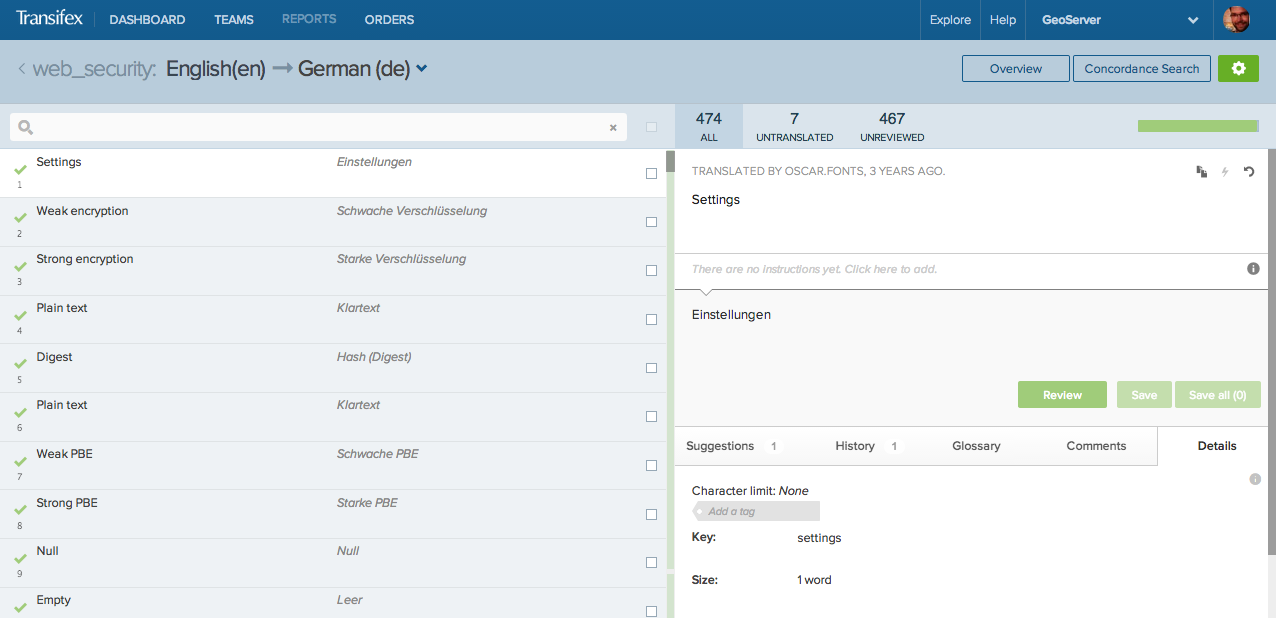 Transifex DASHBOARD TEAMS REPORTS ORDERS Explore Help GeoServer
web_security: English(en) → German (de) Overview Concordance Search
474 7 467
ALL UNTRANSLATED UNREVIEWED
Settings Einstellungen
1
Weak encryption Schwache Verschlüsselung
2
Strong encryption Starke Verschlüsselung
3
Plain text Klartext
4
Digest Hash (Digest)
5
Plain text Klartext
6
Weak PBE Schwache PBE
7
Strong PBE Starke PBE
8
Null Null
9
Empty Leer
TRANSLATED BY OSCAR.FONTS, 3 YEARS AGO.
Settings
There are no instructions yet. Click here to add.
Einstellungen
Review Save Save all (0)
Suggestions 1 History 1 Glossary Comments Details
Character limit: None
Add a tag
Key: settings
Size: 1 word